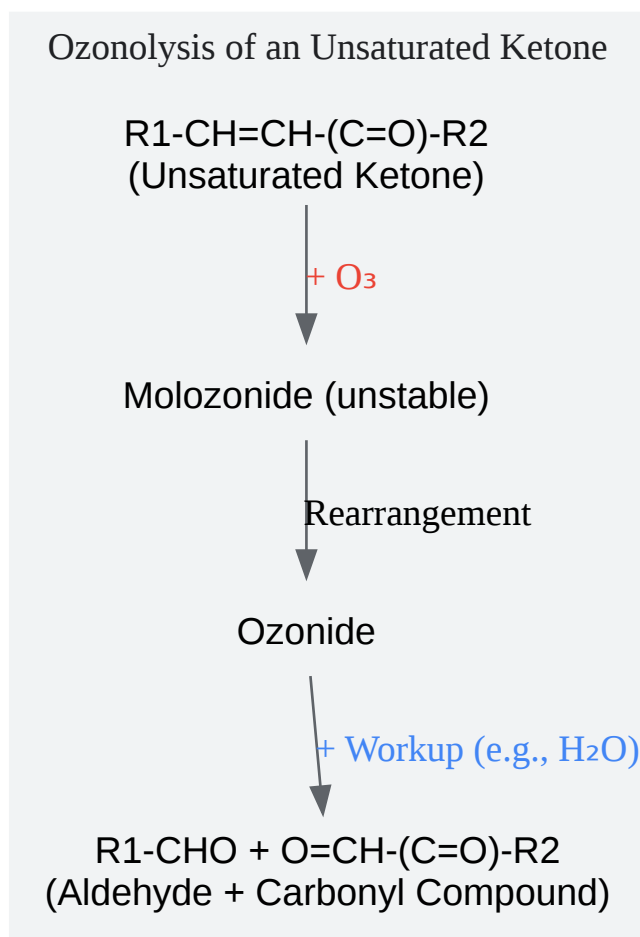 Ozonolysis of an Unsaturated Ketone
R1-CH=CH-(C=O)-R2
(Unsaturated Ketone)
+ O₃
Molozonide (unstable)
Rearrangement
Ozonide
+ Workup (e.g., H₂O)
R1-CHO + O=CH-(C=O)-R2
(Aldehyde + Carbonyl Compound)